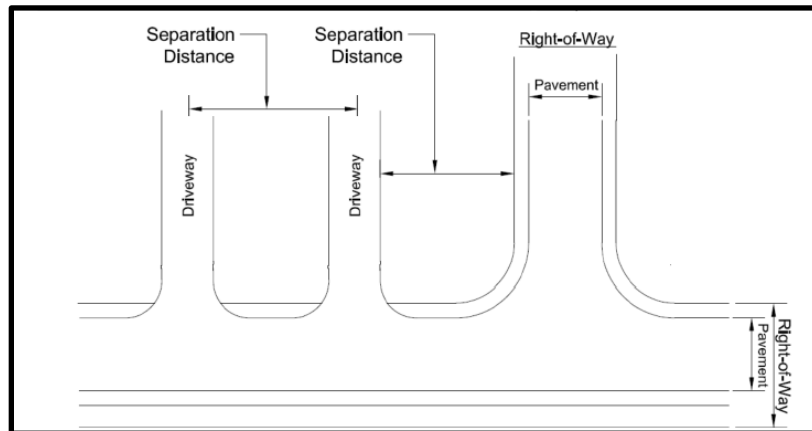 Separation
Distance
Separation
Distance
Right-of-Way
Pavement
Driveway
Driveway
Pavement
Right-of-Way